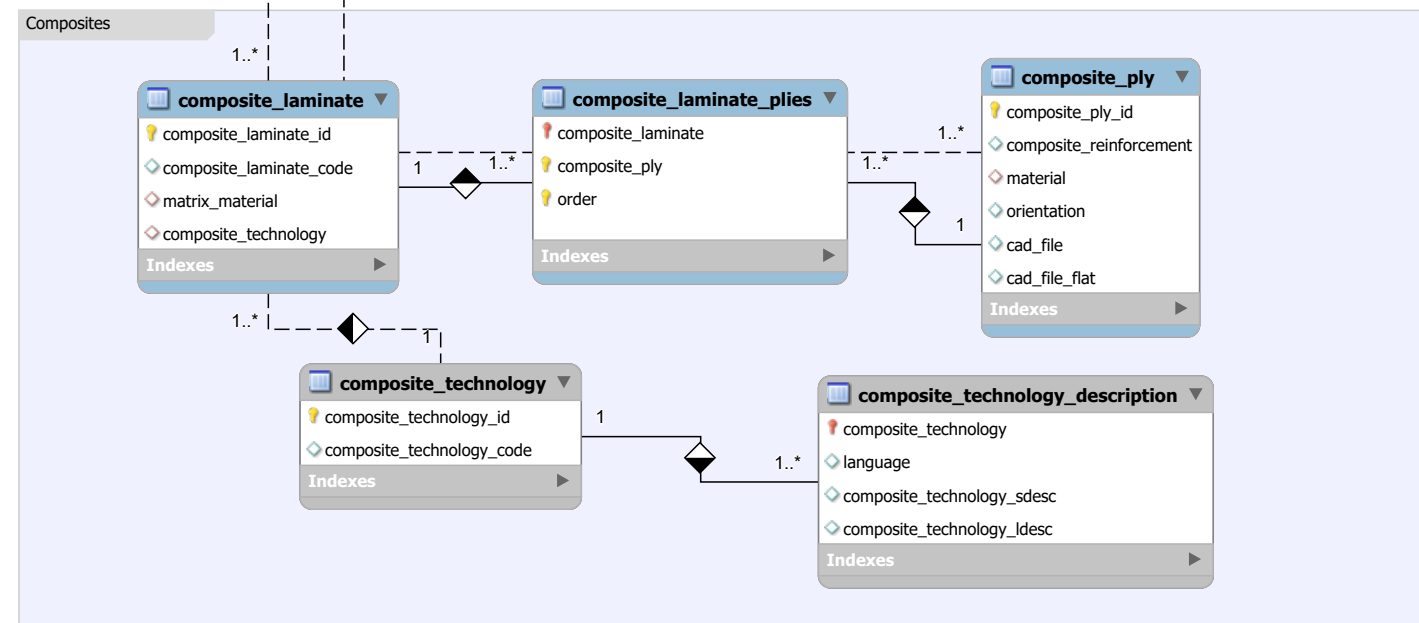 Composites
1..*
composite_laminate
composite_laminate_id
composite_laminate_code
matrix_material
composite_technology
Indexes
1
1..*
composite_laminate_plies
composite_laminate
composite_ply
order
Indexes
1..*
1..*
1
composite_ply
composite_ply_id
composite_reinforcement
material
orientation
cad_file
cad_file_flat
Indexes
1..*
1
composite_technology
composite_technology_id
composite_technology_code
Indexes
1
1..*
composite_technology_description
composite_technology
language
composite_technology_sdesc
composite_technology_ldesc
Indexes